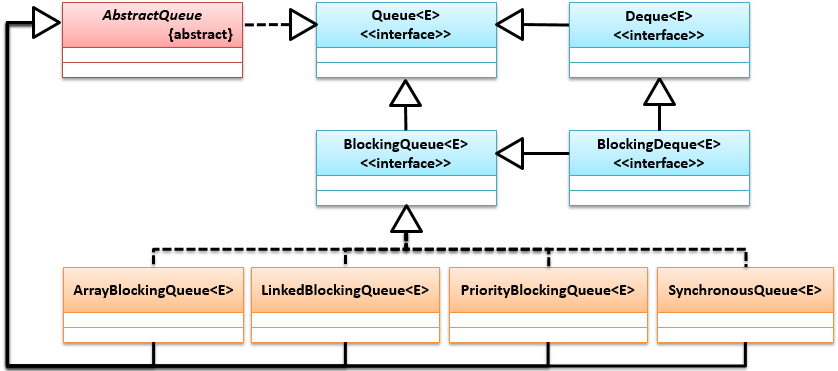 AbstractQueue
{abstract}
Queue<E>
<<interface>>
Deque<E>
<<interface>>
BlockingQueue<E>
<<interface>>
BlockingDeque<E>
<<interface>>
ArrayBlockingQueue<E>
LinkedBlockingQueue<E>
PriorityBlockingQueue<E>
SynchronousQueue<E>